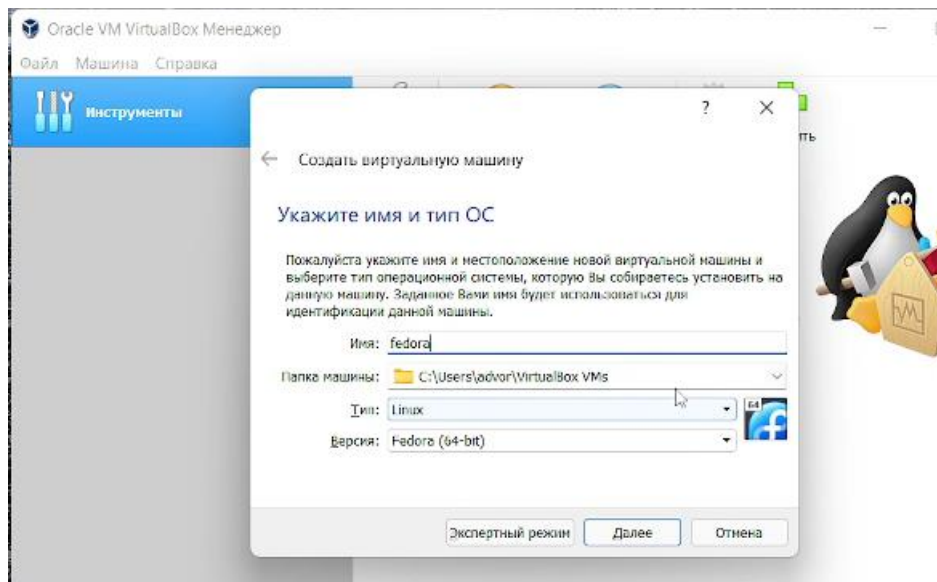 Oracle VM VirtualBox Менеджер
Файл Машина Справка
Инструменты
ить
?
Создать виртуальную машину
Укажите имя и тип ОС
Пожалуйста укажите имя и местоположение новой виртуальной машины и
выберите тип операционной системы, которую Вы собираетесь установить на
данную машину. Заданное Вами имя будет использоваться для
идентификации данной машины.
Имя: fedora
Папка машины: C:\Users\advor\VirtualBox VMs
Тип: Linux
64
Версия: Fedora (64-bit)
Экспертный режим Далее Отмена